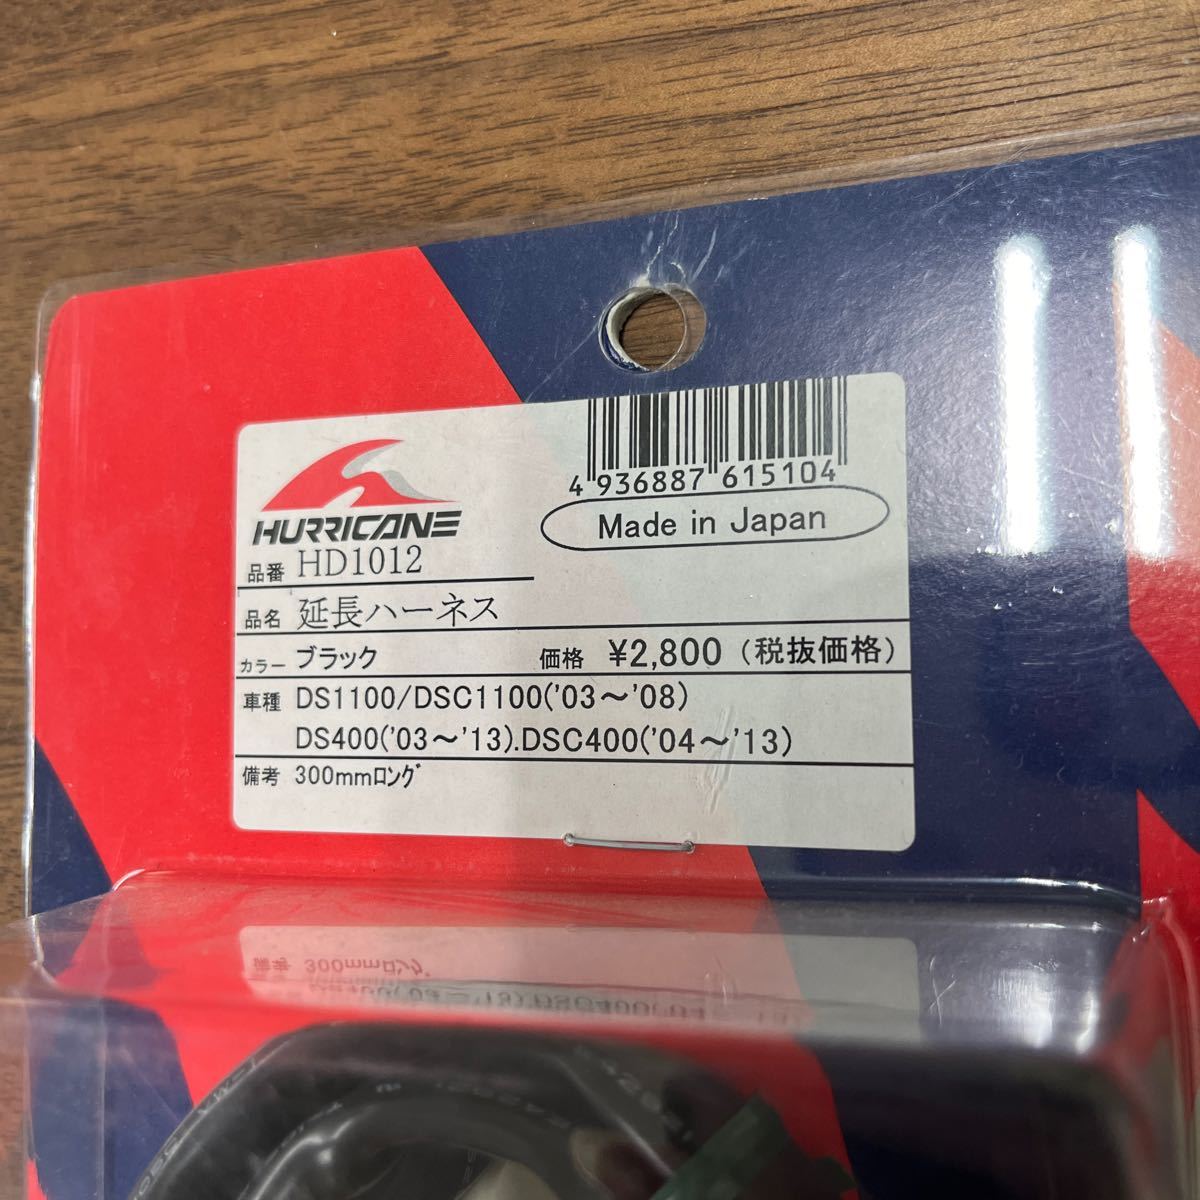 4 936887 615104
HURRICANE
Made in Japan
品番 HD1012
品名 延長ハーネス
カラー ブラック 価格 ¥2,800 (税抜価格)
車種 DS1100/DSC1100('03～'08)
DS400('03～'13).DSC400('04～'13)
備考 300mmﾛﾝｸﾞ